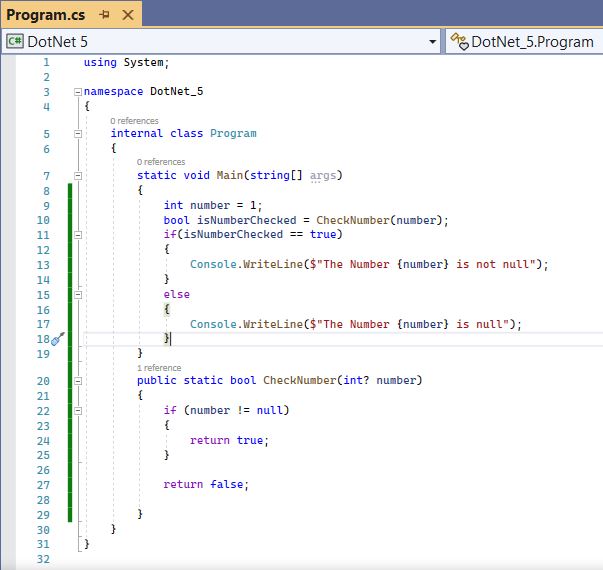 Program.cs
C# DotNet 5 DotNet_5.Program
1 using System;
2
3 namespace DotNet_5
4 {
0 references
5 internal class Program
6 {
0 references
7 static void Main(string[] args)
8 {
9 int number = 1;
10 bool isNumberChecked = CheckNumber(number);
11 if(isNumberChecked == true)
12 {
13 Console.WriteLine($"The Number {number} is not null");
14 }
15 else
16 {
17 Console.WriteLine($"The Number {number} is null");
18 }
19 }
1 reference
20 public static bool CheckNumber(int? number)
21 {
22 if (number != null)
23 {
24 return true;
25 }
26
27 return false;
28
29 }
30 }
31 }
32